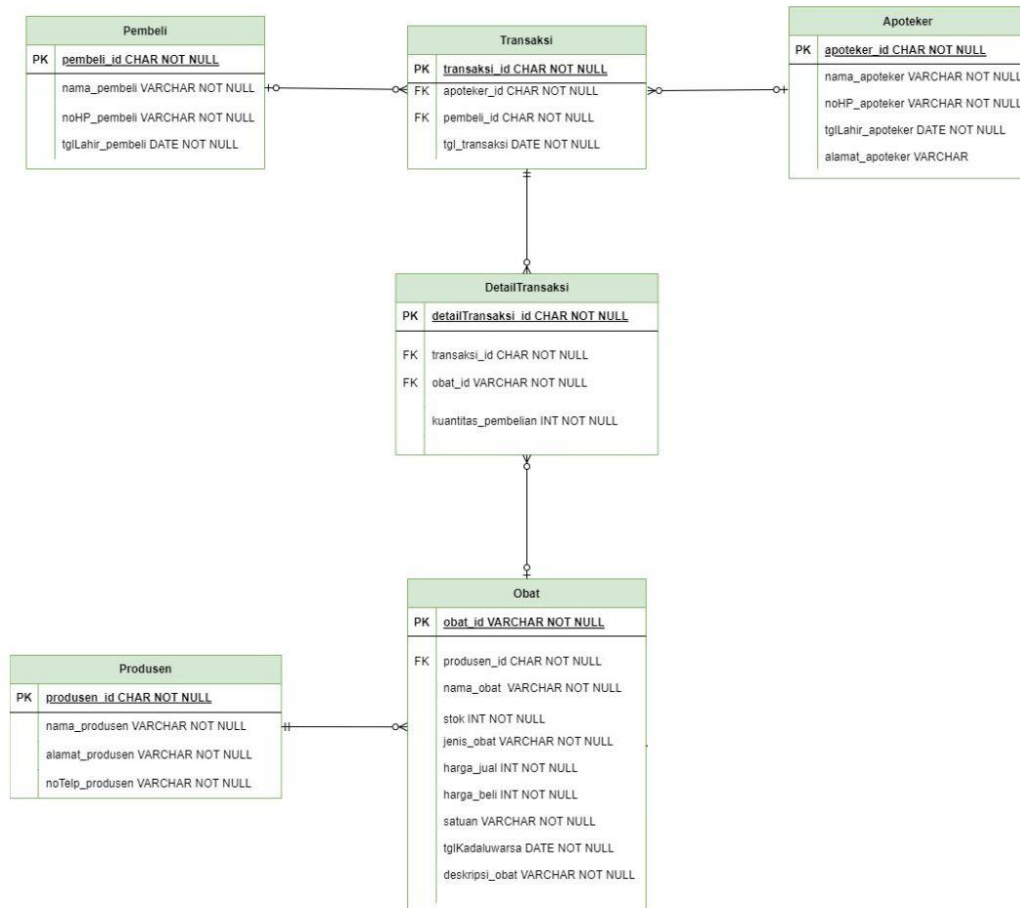 Pembeli
PK pembeli_id CHAR NOT NULL
nama_pembeli VARCHAR NOT NULL
noHP_pembeli VARCHAR NOT NULL
tglLahir_pembeli DATE NOT NULL
Transaksi
PK transaksi_id CHAR NOT NULL
FK apoteker_id CHAR NOT NULL
FK pembeli_id CHAR NOT NULL
tgl_transaksi DATE NOT NULL
Apoteker
PK apoteker_id CHAR NOT NULL
nama_apoteker VARCHAR NOT NULL
noHP_apoteker VARCHAR NOT NULL
tglLahir_apoteker DATE NOT NULL
alamat_apoteker VARCHAR
DetailTransaksi
PK detailTransaksi_id CHAR NOT NULL
FK transaksi_id CHAR NOT NULL
FK obat_id VARCHAR NOT NULL
kuantitas_pembelian INT NOT NULL
Produsen
PK produsen_id CHAR NOT NULL
nama_produsen VARCHAR NOT NULL
alamat_produsen VARCHAR NOT NULL
noTelp_produsen VARCHAR NOT NULL
Obat
PK obat_id VARCHAR NOT NULL
FK produsen_id CHAR NOT NULL
nama_obat VARCHAR NOT NULL
stok INT NOT NULL
jenis_obat VARCHAR NOT NULL
harga_jual INT NOT NULL
harga_beli INT NOT NULL
satuan VARCHAR NOT NULL
tglKadaluwarsa DATE NOT NULL
deskripsi_obat VARCHAR NOT NULL